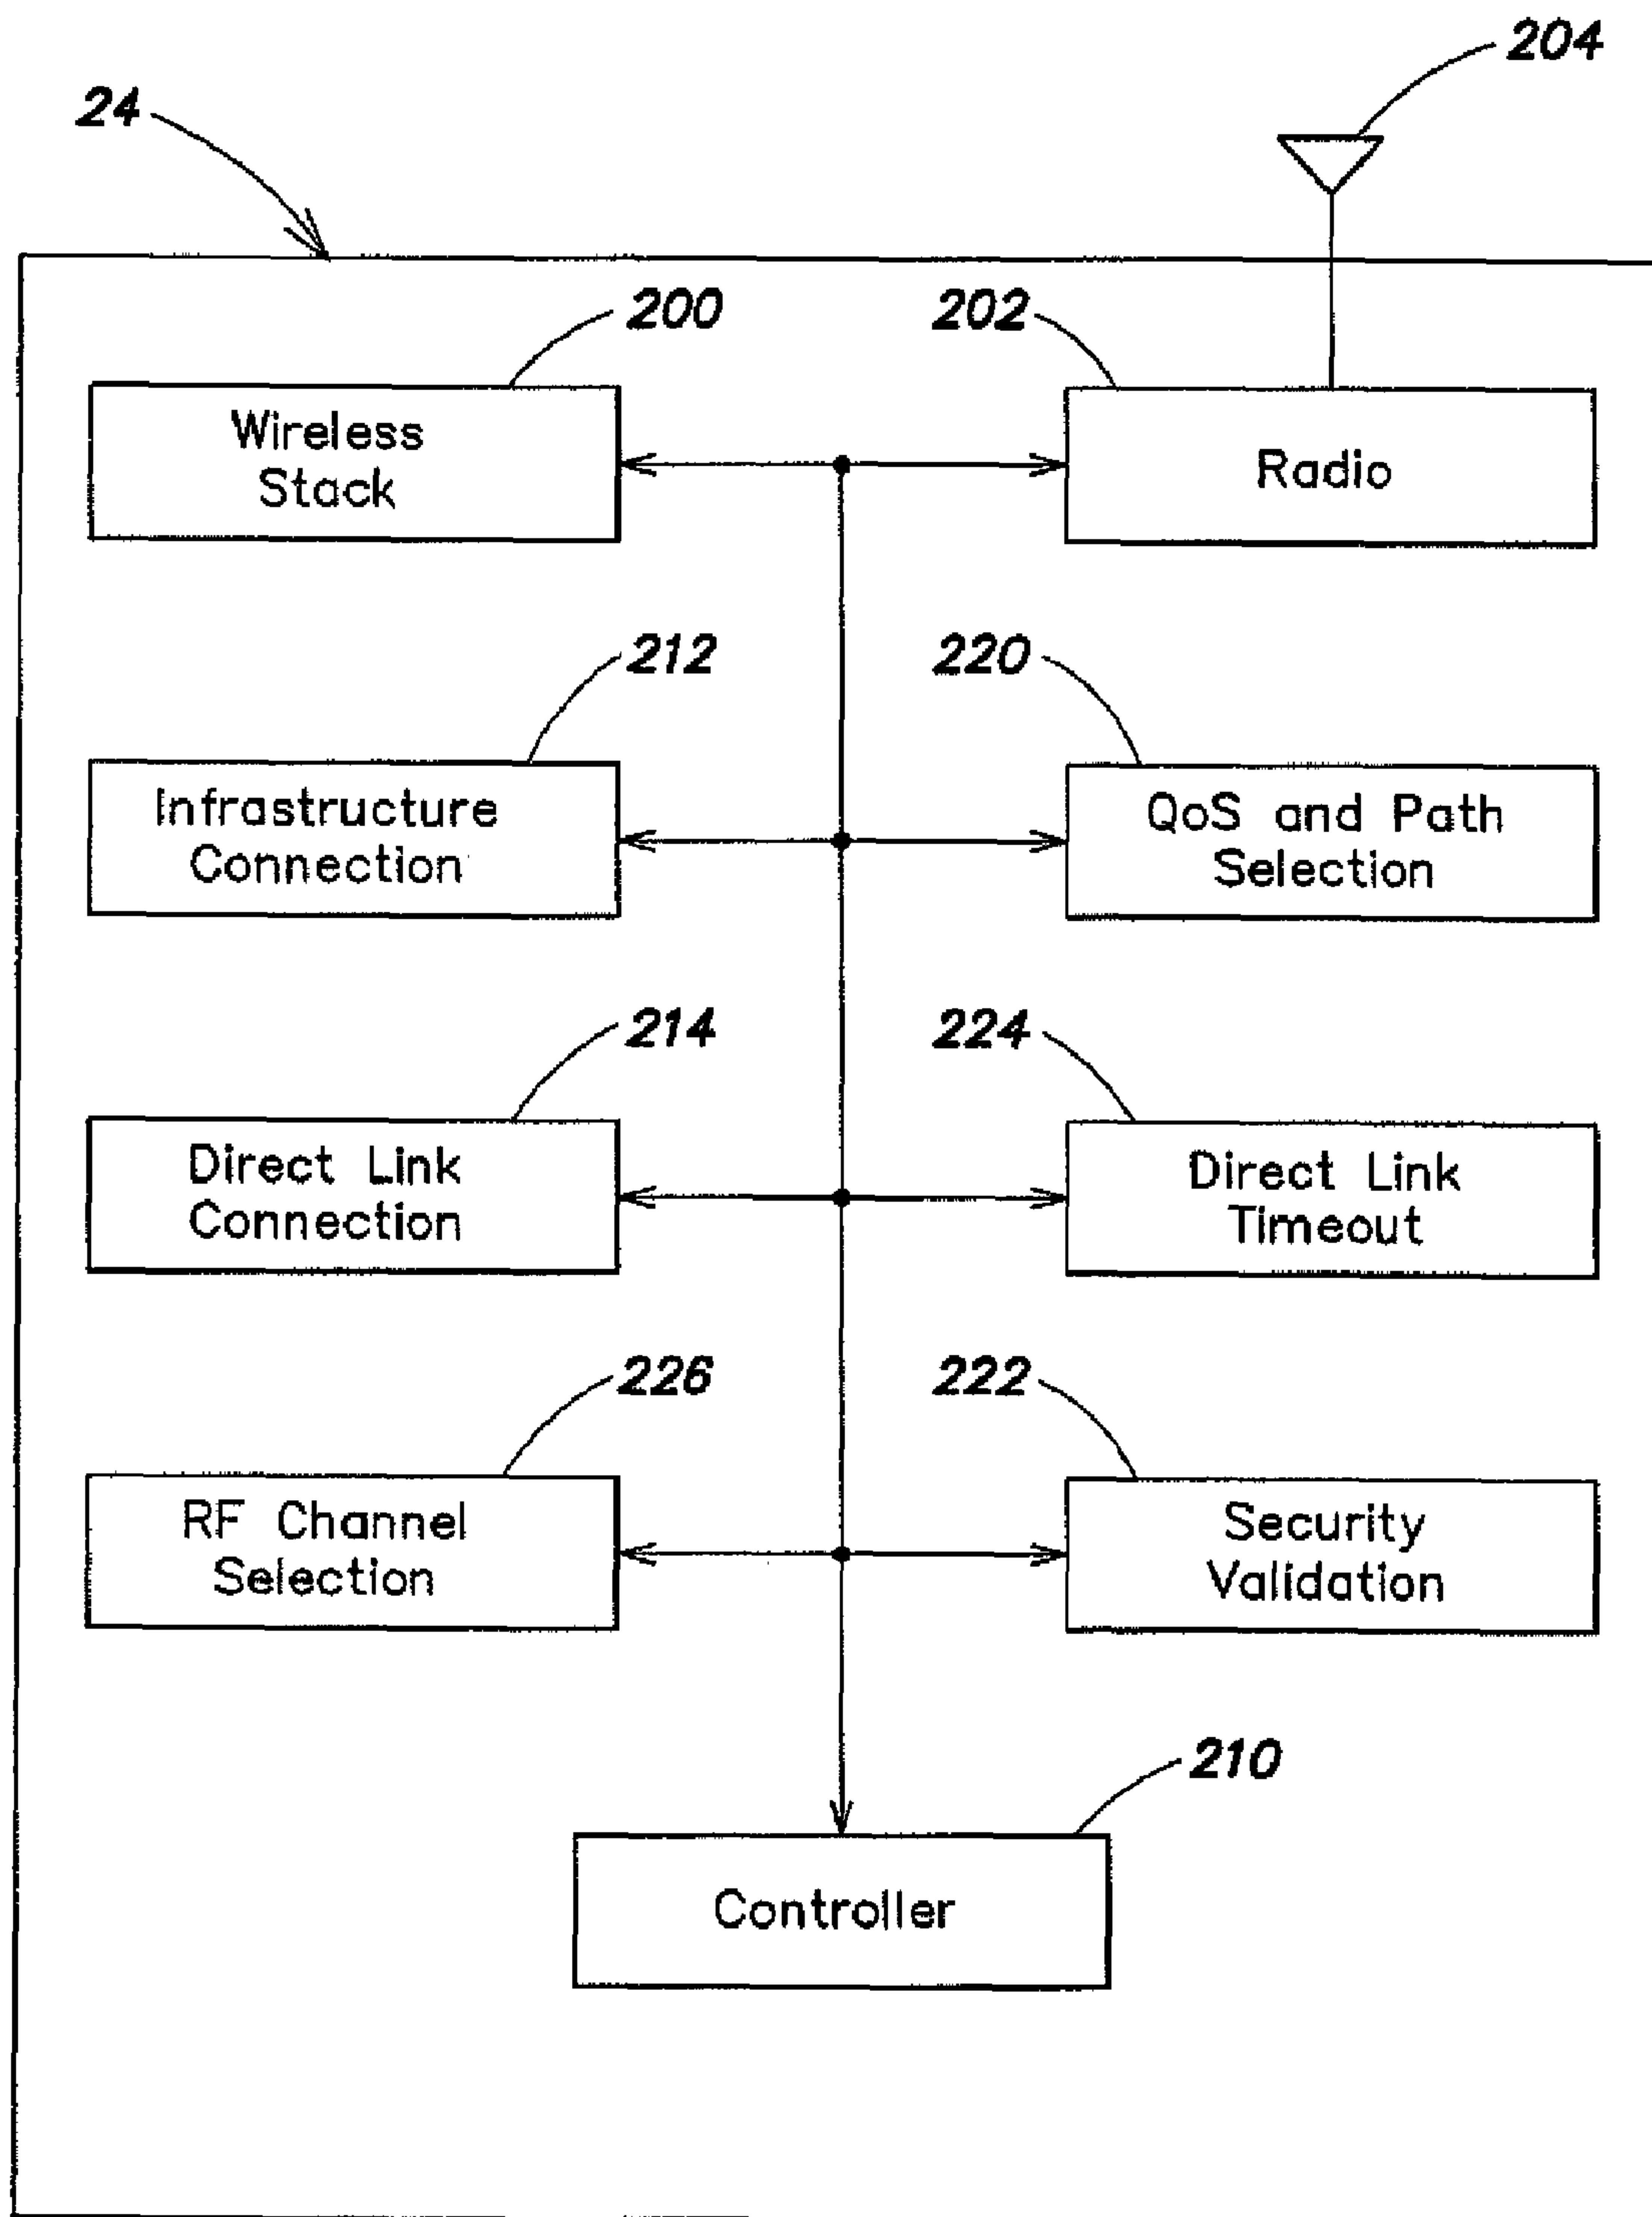 204
24
200
202
Wireless
Stack
Radio
212
220
Infrastructure
Connection
QoS and Path
Selection
214
224
Direct Link
Connection
Direct Link
Timeout
226
222
RF Channel
Selection
Security
Validation
210
Controller